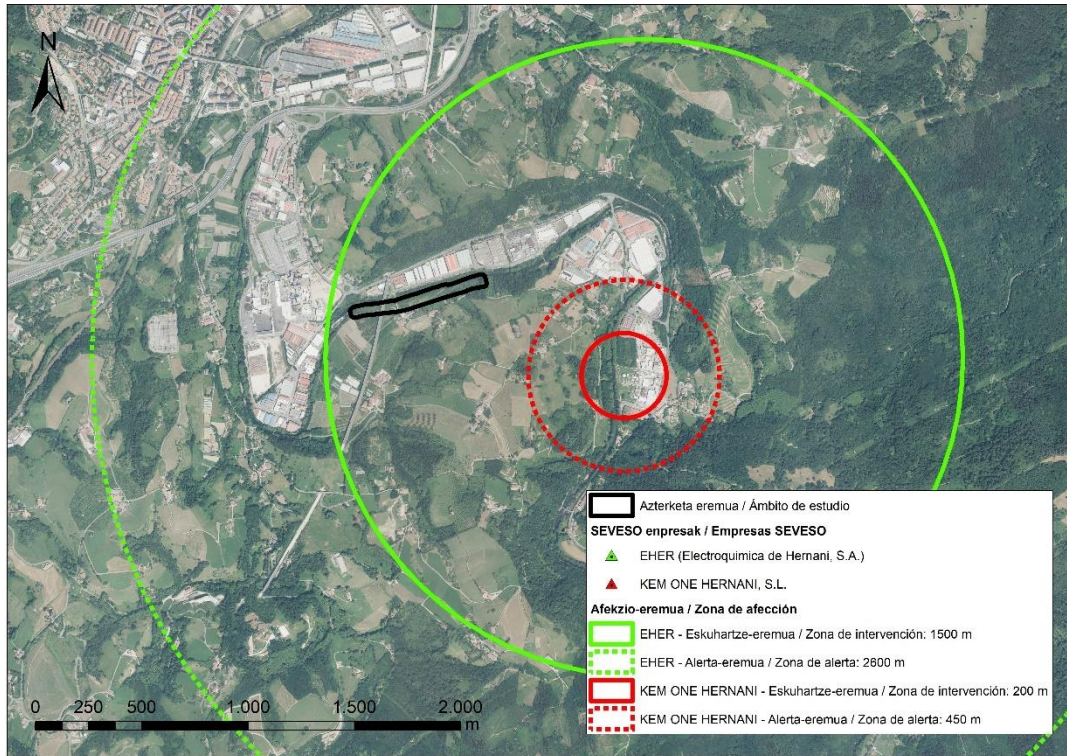 N
Azterketa eremua / Ámbito de estudio
SEVESO enpresak / Empresas SEVESO
EHER (Electroquimica de Hernani, S.A.)
KEM ONE HERNANI, S.L.
Afekzio-eremua / Zona de afección
EHER - Eskuhartze-eremua / Zona de intervención: 1500 m
EHER - Alerta-eremua / Zona de alerta: 2600 m
KEM ONE HERNANI - Eskuhartze-eremua / Zona de intervención: 200 m
KEM ONE HERNANI - Alerta-eremua / Zona de alerta: 450 m
0 250 500 1.000 1.500 2.000
m